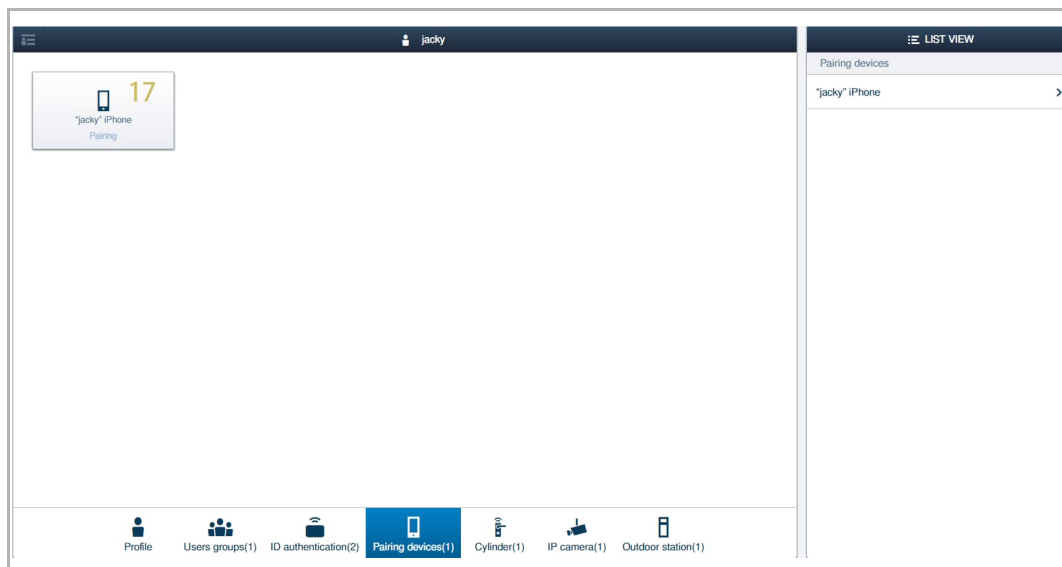 jacky
LIST VIEW
Pairing devices
"jacky" iPhone
17
"jacky" iPhone
Pairing
Profile
Users groups(1)
ID authentication(2)
Pairing devices(1)
Cylinder(1)
IP camera(1)
Outdoor station(1)